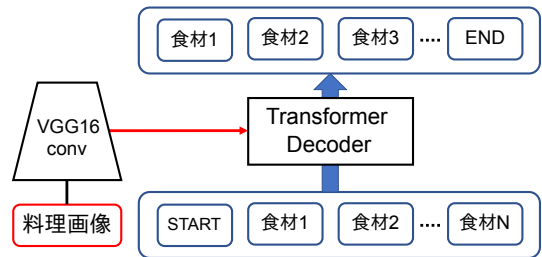 食材1 食材2 食材3 .... END
VGG16
conv
Transformer
Decoder
料理画像
START 食材1 食材2 .... 食材N